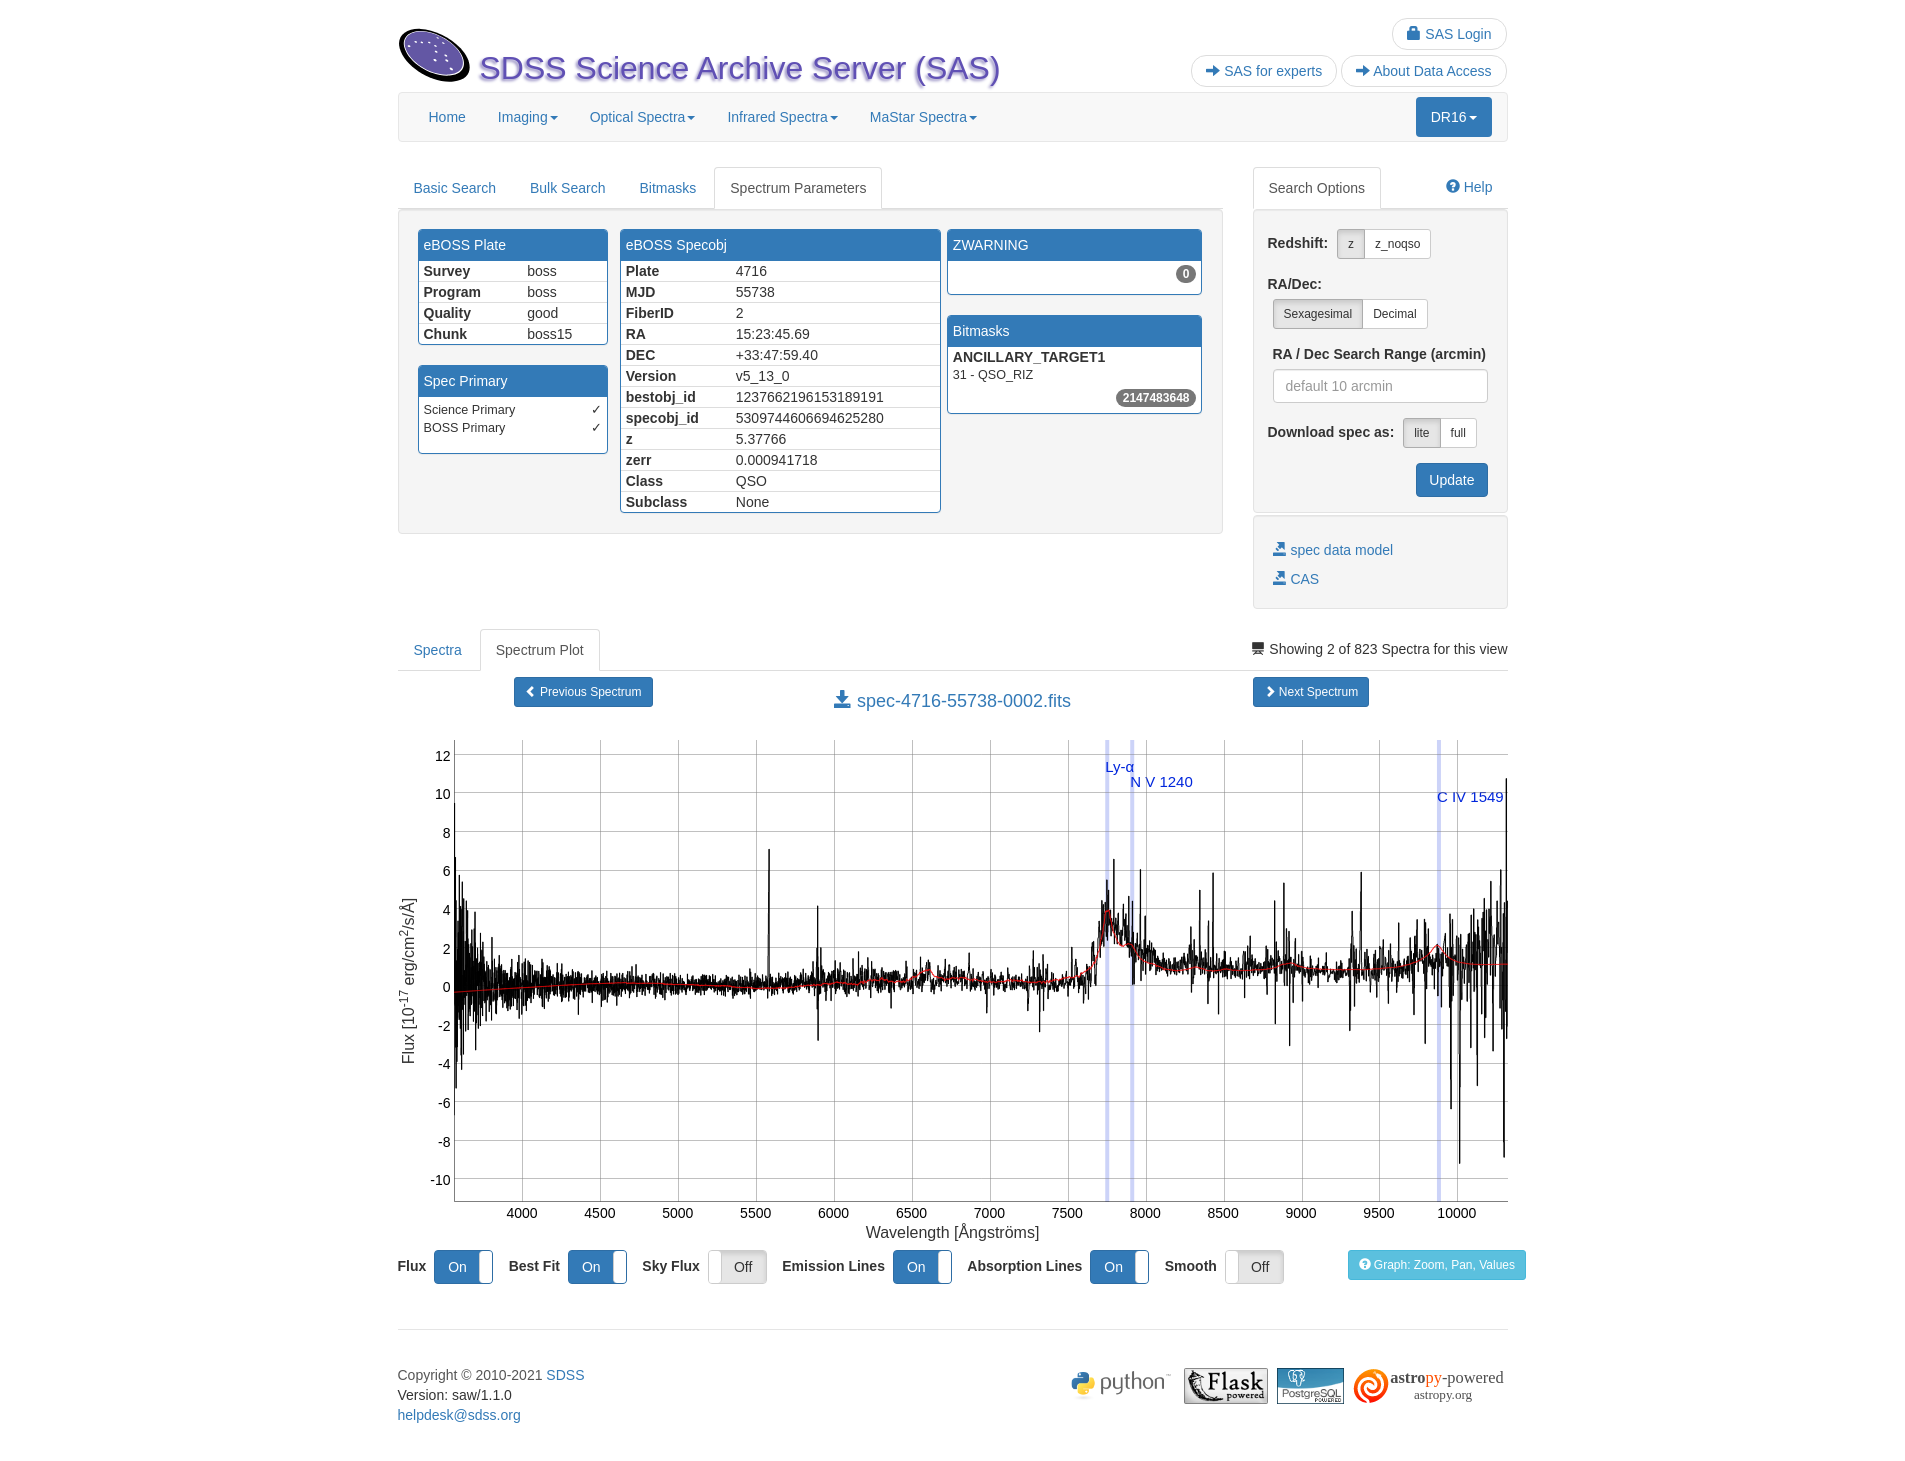 SAS Login
SDSS Science Archive Server (SAS)
SAS for experts
About Data Access
Home
Imaging
Optical Spectra
Infrared Spectra
MaStar Spectra
DR16
Basic Search
Bulk Search
Bitmasks
Spectrum Parameters
Search Options
Help
eBOSS Plate
Survey boss
Program boss
Quality good
Chunk boss15
Spec Primary
Science Primary ✓
BOSS Primary ✓
eBOSS Specobj
Plate 4716
MJD 55738
FiberID 2
RA 15:23:45.69
DEC +33:47:59.40
Version v5_13_0
bestobj_id 1237662196153189191
specobj_id 5309744606694625280
z 5.37766
zerr 0.000941718
Class QSO
Subclass None
ZWARNING
0
Bitmasks
ANCILLARY_TARGET1
31 - QSO_RIZ
2147483648
Redshift: z z_noqso
RA/Dec:
Sexagesimal Decimal
RA / Dec Search Range (arcmin)
default 10 arcmin
Download spec as: lite full
Update
spec data model
CAS
Spectra
Spectrum Plot
Showing 2 of 823 Spectra for this view
Previous Spectrum
spec-4716-55738-0002.fits
Next Spectrum
12
10
8
6
4
2
0
-2
-4
-6
-8
-10
Flux [10-17 erg/cm2/s/Å]
Ly-α
N V 1240
C IV 1549
4000 4500 5000 5500 6000 6500 7000 7500 8000 8500 9000 9500 10000
Wavelength [Ångströms]
Flux On Best Fit On Sky Flux Off Emission Lines On Absorption Lines On Smooth Off
Graph: Zoom, Pan, Values
Copyright © 2010-2021 SDSS
Version: saw/1.1.0
helpdesk@sdss.org
python
Flask
powered
PostgreSQL
POWERED
astropy-powered
astropy.org